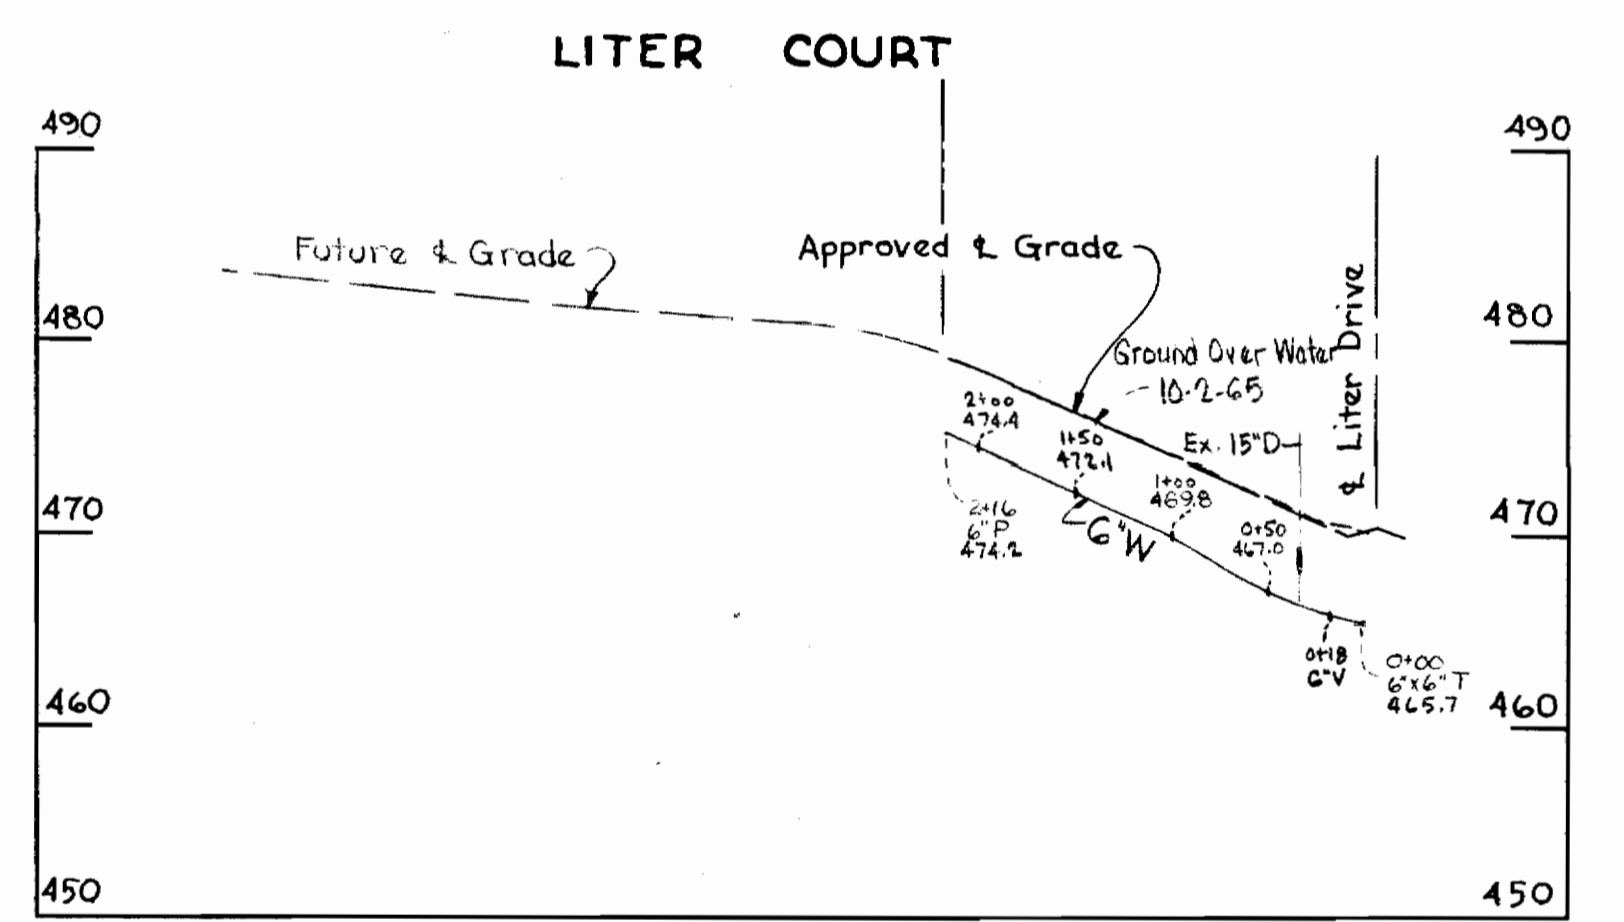 LITER COURT
490
490
Future ℄ Grade
Approved ℄ Grade
480
480
℄ Liter Drive
Ground Over Water
10-2-65
2+00
474.4
1+50
472.1
Ex. 15"D
1+00
469.8
470
470
2+16
6"P
474.2
6"W
0+50
467.0
0+18
6"V
0+00
6"x6" T
465.7
460
460
450
450